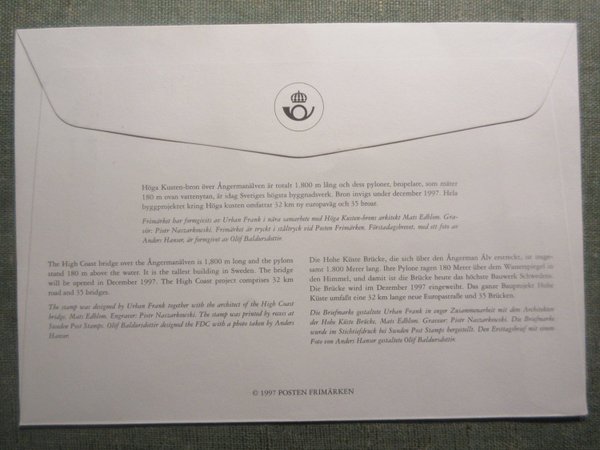 Höga Kusten-bron över Ångermanälven är totalt 1.800 m lång och dess pyloner, bropelare, som mäter
180 m ovan vattenytan, är idag Sveriges högsta byggnadsverk. Bron invigs under december 1997. Hela
byggprojektet kring Höga kusten omfattar 32 km ny europaväg och 35 broar.
Frimärket har formgivits av Urban Frank i nära samarbete med Höga Kusten-brons arkitekt Mats Edblom. Gra-
vör: Piotr Naszarkowski. Frimärket är tryckt i ståltryck vid Posten Frimärken. Förstadagsbrevet, med ett foto av
Anders Hansor, är formgivet av Olöf Baldursdottir.
The High Coast bridge over the Ångermanälven is 1,800 m long and the pylons
stand 180 m above the water. It is the tallest building in Sweden. The bridge
will be opened in December 1997. The High Coast project comprises 32 km
road and 35 bridges.
The stamp was designed by Urban Frank together with the architect of the High Coast
bridge, Mats Edblom. Engraver: Piotr Naszarkowski. The stamp was printed by recess at
Sweden Post Stamps. Olöf Baldursdottir designed the FDC with a photo taken by Anders
Hansor.
Die Hohe Küste Brücke, die sich über den Ångerman Älv erstreckt, ist insge-
samt 1.800 Meter lang. Ihre Pylone ragen 180 Meter über dem Wasserspiegel in
den Himmel, und damit ist die Brücke heute das höchste Bauwerk Schwedens.
Die Brücke wird im Dezember 1997 eingeweiht. Das ganze Bauprojekt Hohe
Küste umfaßt eine 32 km lange neue Europastraße und 35 Brücken.
Die Briefmarke gestaltete Urban Frank in enger Zusammenarbeit mit dem Architekten
der Hohe Küste Brücke, Mats Edblom. Graveur: Piotr Naszarkowski. Die Briefmarke
wurde im Stichtiefdruck bei Sweden Post Stamps hergestellt. Den Ersttagsbrief mit einem
Foto von Anders Hansor gestaltete Olöf Baldursdottir.
© 1997 POSTEN FRIMÄRKEN